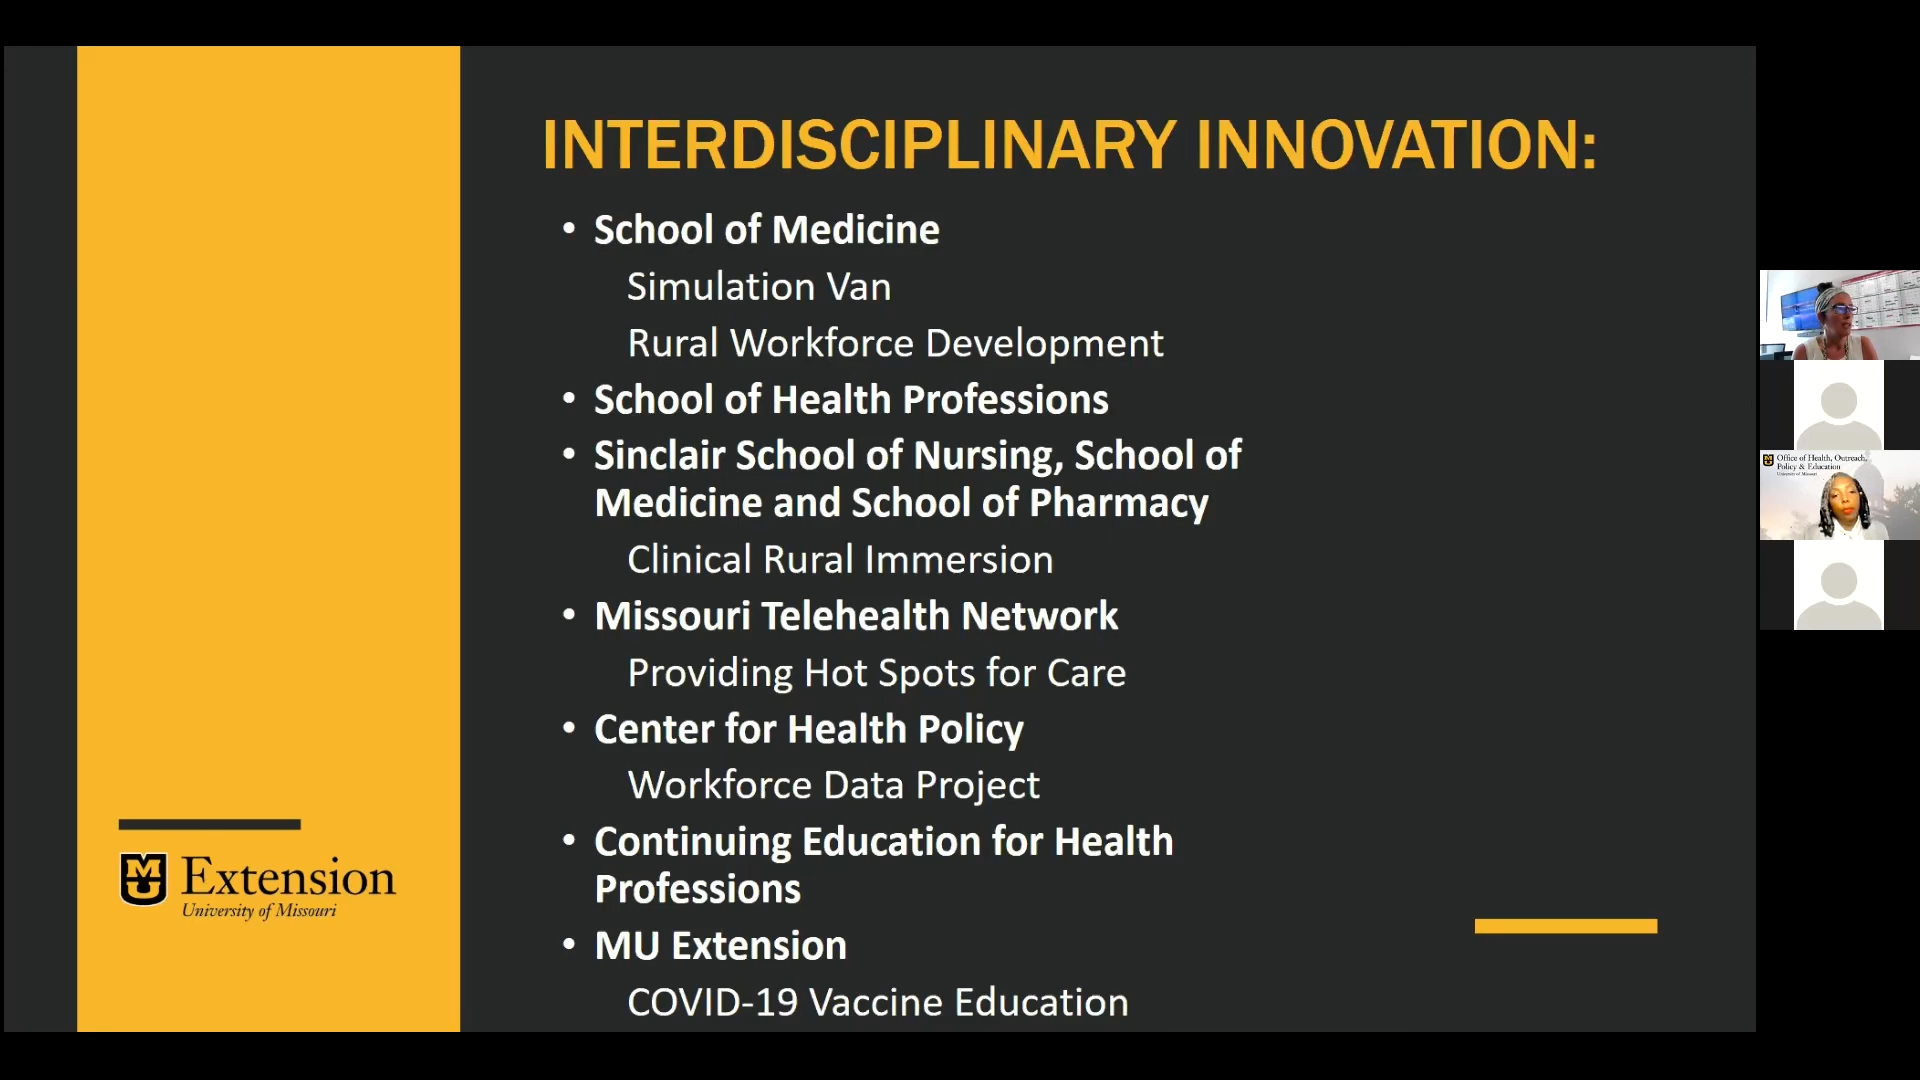 INTERDISCIPLINARY INNOVATION:
• School of Medicine
Simulation Van
Rural Workforce Development
• School of Health Professions
• Sinclair School of Nursing, School of
Medicine and School of Pharmacy
Clinical Rural Immersion
• Missouri Telehealth Network
Providing Hot Spots for Care
• Center for Health Policy
Workforce Data Project
• Continuing Education for Health
Professions
• MU Extension
COVID-19 Vaccine Education
MU Extension
University of Missouri
Office of Health, Outreach,
Policy & Education
University of Missouri